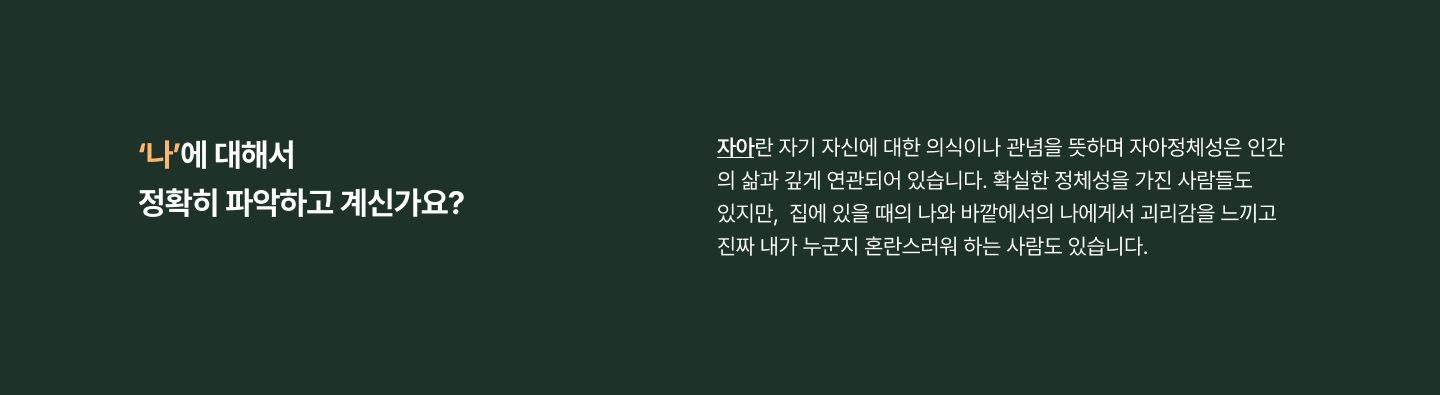 ‘나’에 대해서
정확히 파악하고 계신가요?
자아란 자기 자신에 대한 의식이나 관념을 뜻하며 자아정체성은 인간
의 삶과 깊게 연관되어 있습니다. 확실한 정체성을 가진 사람들도
있지만,  집에 있을 때의 나와 바깥에서의 나에게서 괴리감을 느끼고
진짜 내가 누군지 혼란스러워 하는 사람도 있습니다.